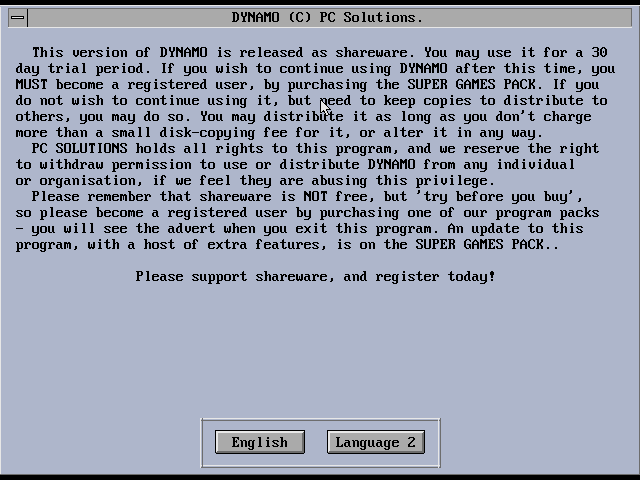 DYNAMO (C) PC Solutions.
This version of DYNAMO is released as shareware. You may use it for a 30
day trial period. If you wish to continue using DYNAMO after this time, you
MUST become a registered user, by purchasing the SUPER GAMES PACK. If you
do not wish to continue using it, but need to keep copies to distribute to
others, you may do so. You may distribute it as long as you don't charge
more than a small disk-copying fee for it, or alter it in any way.
PC SOLUTIONS holds all rights to this program, and we reserve the right
to withdraw permission to use or distribute DYNAMO from any individual
or organisation, if we feel they are abusing this privilege.
Please remember that shareware is NOT free, but 'try before you buy',
so please become a registered user by purchasing one of our program packs
- you will see the advert when you exit this program. An update to this
program, with a host of extra features, is on the SUPER GAMES PACK..
Please support shareware, and register today!
English
Language 2